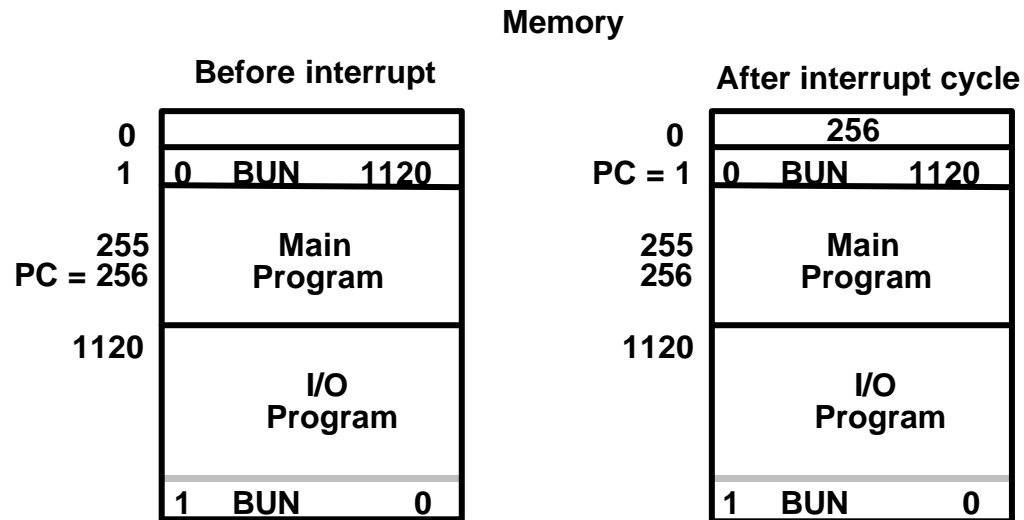 Memory
Before interrupt
0
1 0 BUN 1120
255 Main
PC = 256 Program
1120
I/O
Program
1 BUN 0
After interrupt cycle
0 256
PC = 1 0 BUN 1120
255 Main
256 Program
1120
I/O
Program
1 BUN 0